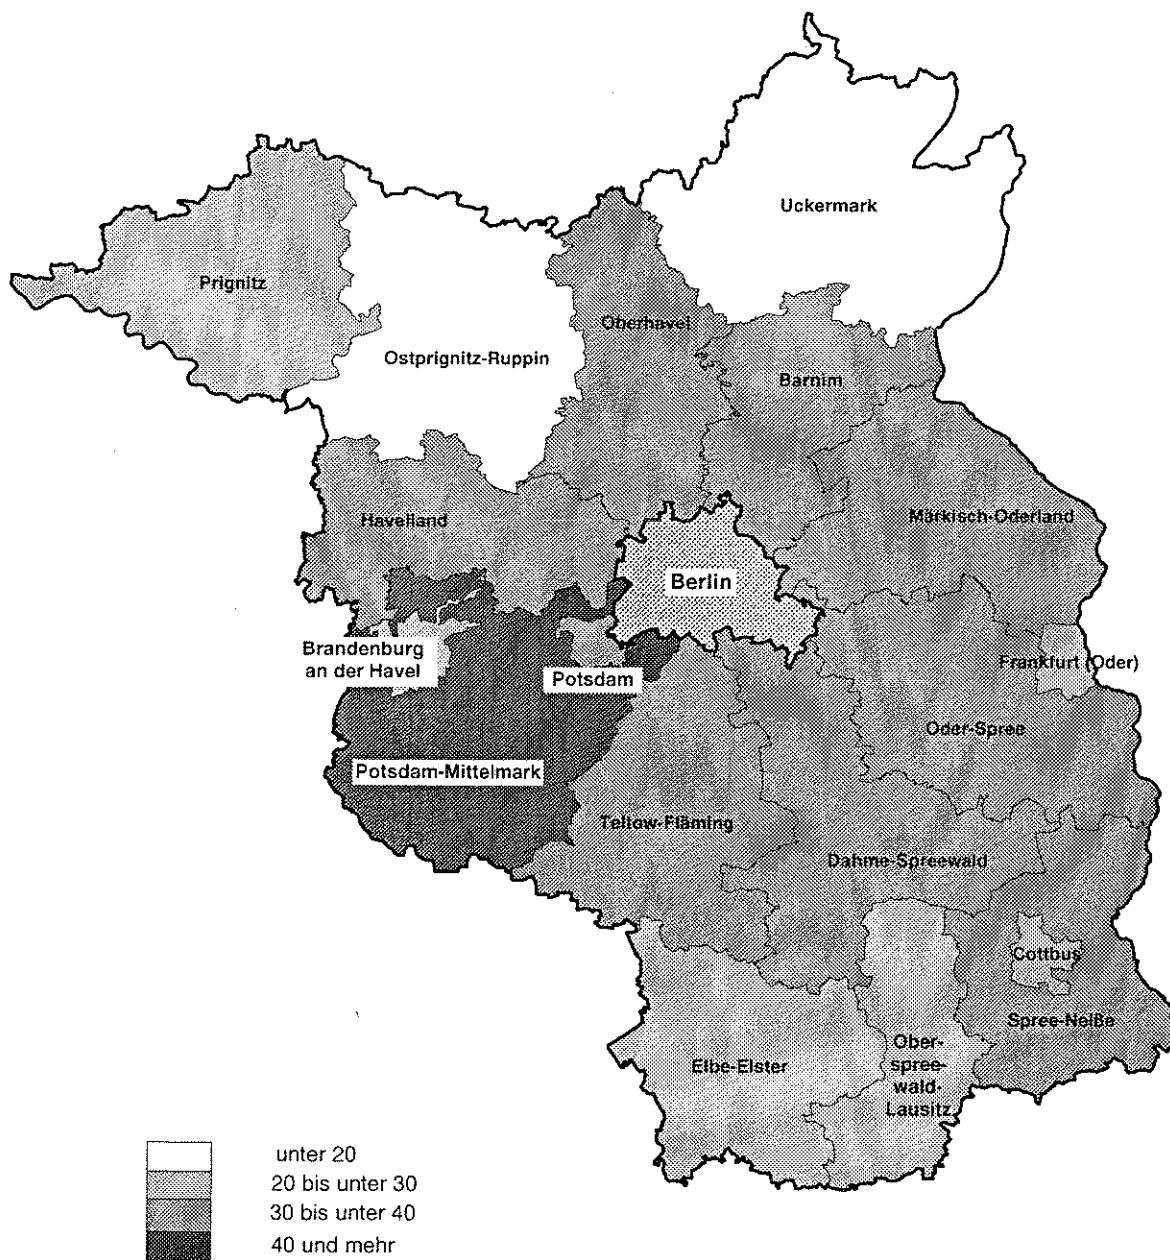 Uckermark
Prignitz
Oberhavel
Ostprignitz-Ruppin
Barnim
Havelland
Märkisch-Oderland
Berlin
Brandenburg
an der Havel
Potsdam
Frankfurt (Oder)
Oder-Spree
Potsdam-Mittelmark
Teltow-Fläming
Dahme-Spreewald
Cottbus
Spree-Neiße
Elbe-Elster
Ober-
spree-
wald-
Lausitz
unter 20
20 bis unter 30
30 bis unter 40
40 und mehr